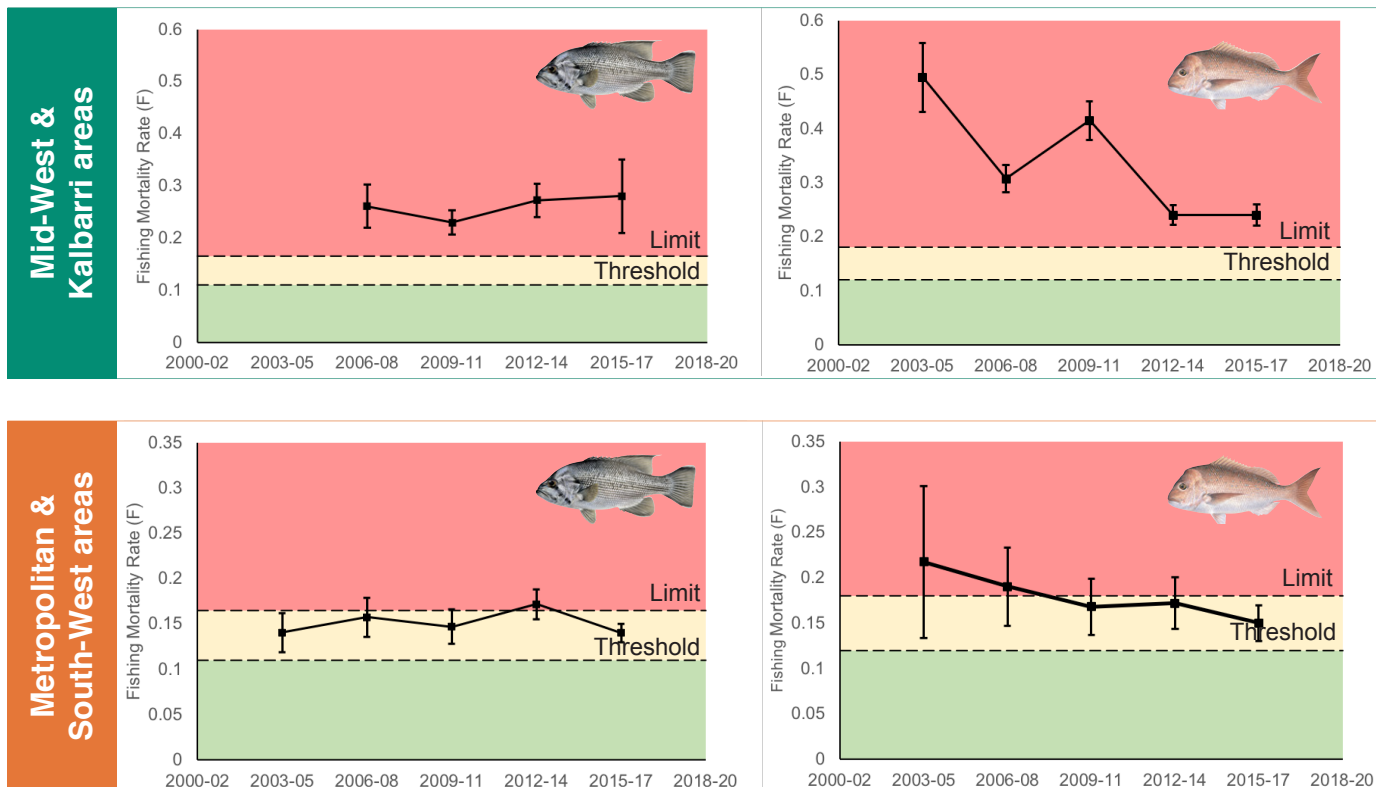 Mid-West &
Kalbarri areas
Fishing Mortality Rate (F)
0.6
0.5
0.4
0.3
0.2
0.1
0
Limit
Threshold
2000-02 2003-05 2006-08 2009-11 2012-14 2015-17 2018-20
Fishing Mortality Rate (F)
0.6
0.5
0.4
0.3
0.2
0.1
0
Limit
Threshold
2000-02 2003-05 2006-08 2009-11 2012-14 2015-17 2018-20
Metropolitan &
South-West areas
Fishing Mortality Rate (F)
0.35
0.3
0.25
0.2
0.15
0.1
0.05
0
Limit
Threshold
2000-02 2003-05 2006-08 2009-11 2012-14 2015-17 2018-20
Fishing Mortality Rate (F)
0.35
0.3
0.25
0.2
0.15
0.1
0.05
0
Limit
Threshold
2000-02 2003-05 2006-08 2009-11 2012-14 2015-17 2018-20